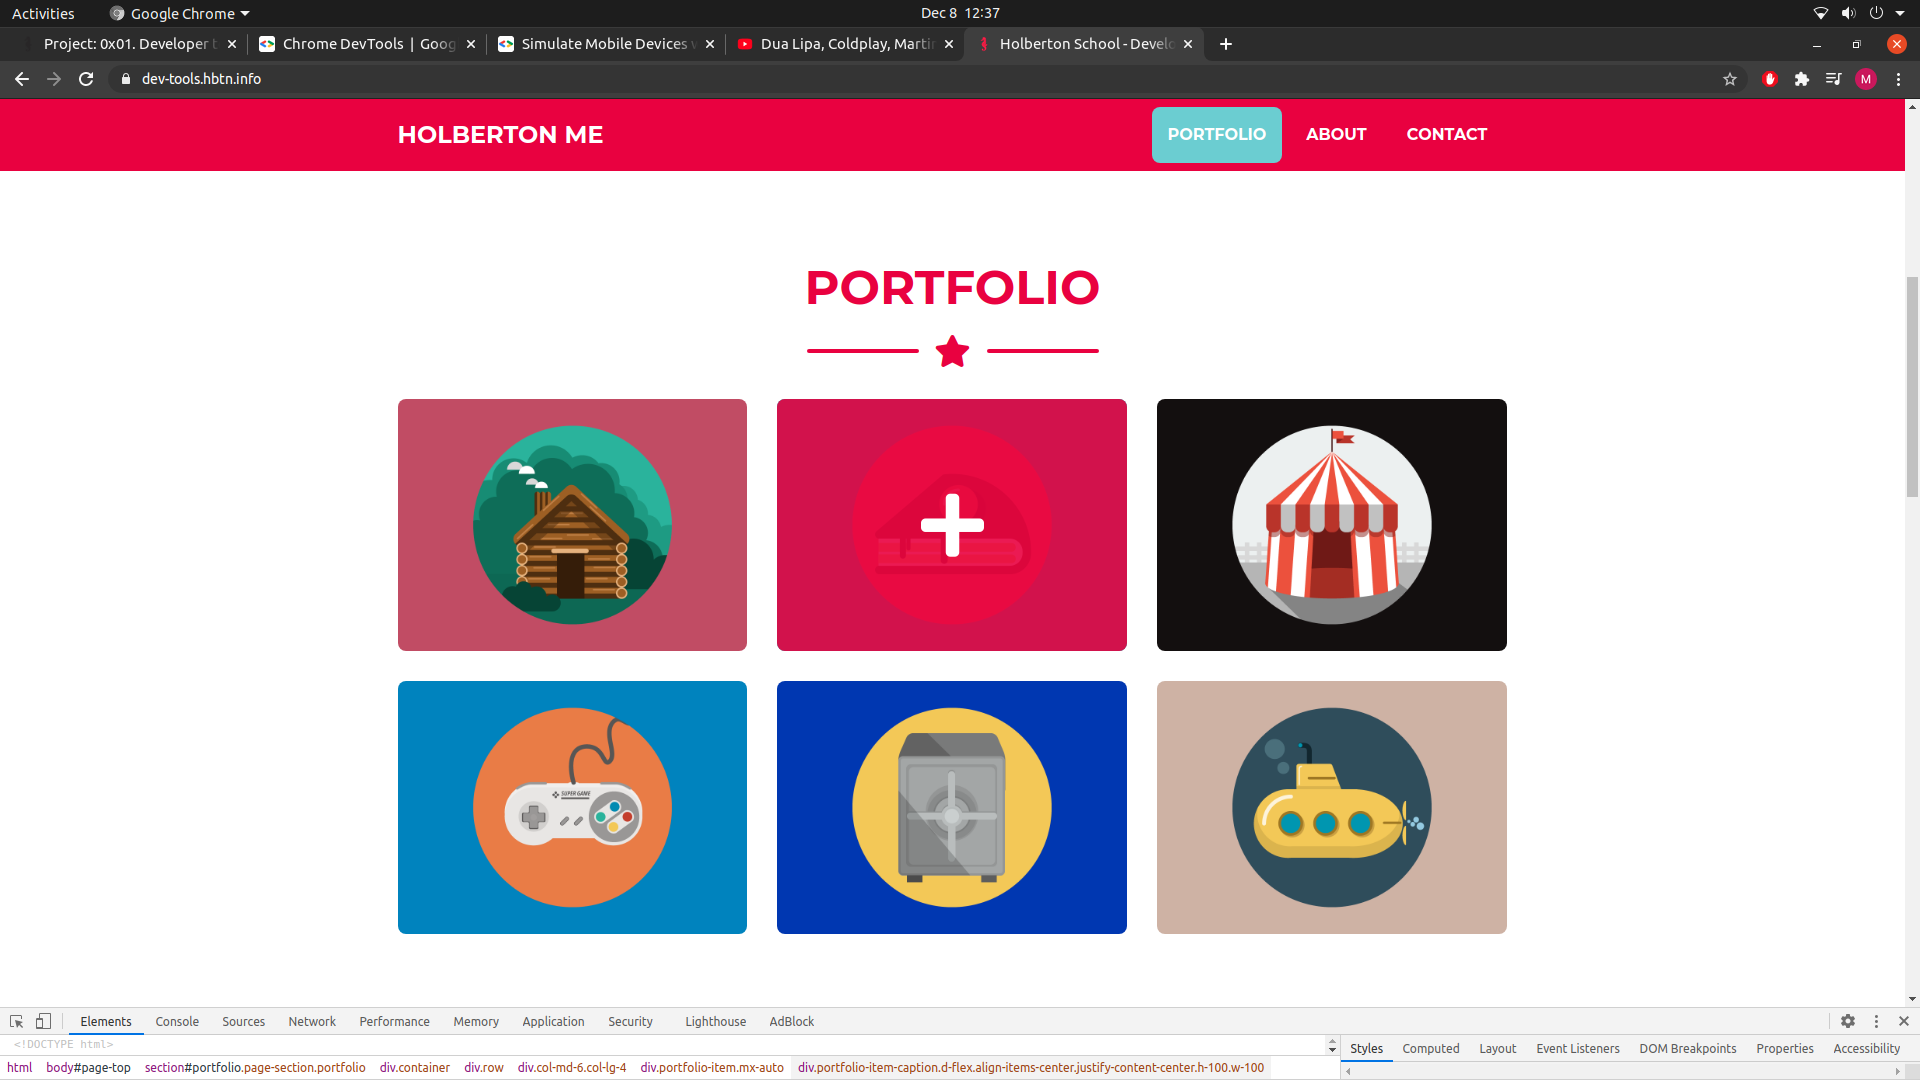 Activities Google Chrome Dec 8 12:37
Project: 0x01. Developer t Chrome DevTools | Goog Simulate Mobile Devices Dua Lipa, Coldplay, Marti Holberton School - Develo
dev-tools.hbtn.info M
HOLBERTON ME PORTFOLIO ABOUT CONTACT
PORTFOLIO
SUPER GAME
Elements Console Sources Network Performance Memory Application Security Lighthouse AdBlock
<!DOCTYPE html>
Styles Computed Layout Event Listeners DOM Breakpoints Properties Accessibility
html body#page-top section#portfolio.page-section.portfolio div.container div.row div.col-md-6.col-lg-4 div.portfolio-item.mx-auto div.portfolio-item-caption.d-flex.align-items-center.justify-content-center.h-100.w-100